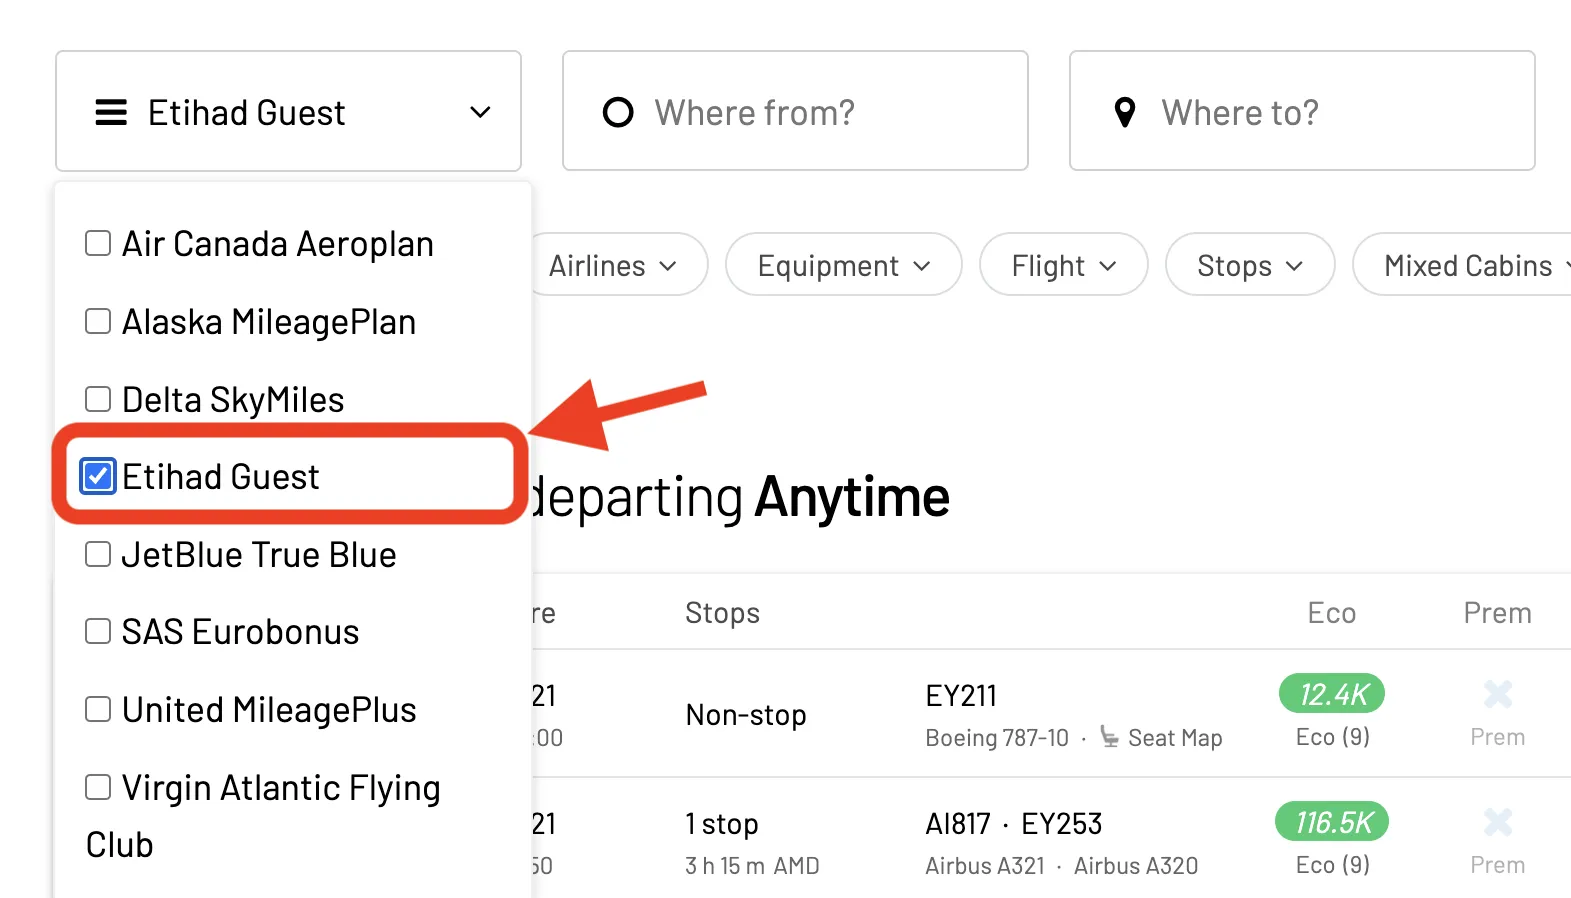 Etihad Guest
Where from?
Where to?
Air Canada Aeroplan
Alaska MileagePlan
Delta SkyMiles
Etihad Guest
JetBlue True Blue
SAS Eurobonus
United MileagePlus
Virgin Atlantic Flying
Club
Airlines
Equipment
Flight
Stops
Mixed Cabins
departing Anytime
re Stops Eco Prem
21 Non-stop EY211 12.4K
:00 Boeing 787-10 · Seat Map Eco (9) Prem
21 1 stop AI817 · EY253 116.5K
50 3 h 15 m AMD Airbus A321 · Airbus A320 Eco (9) Prem